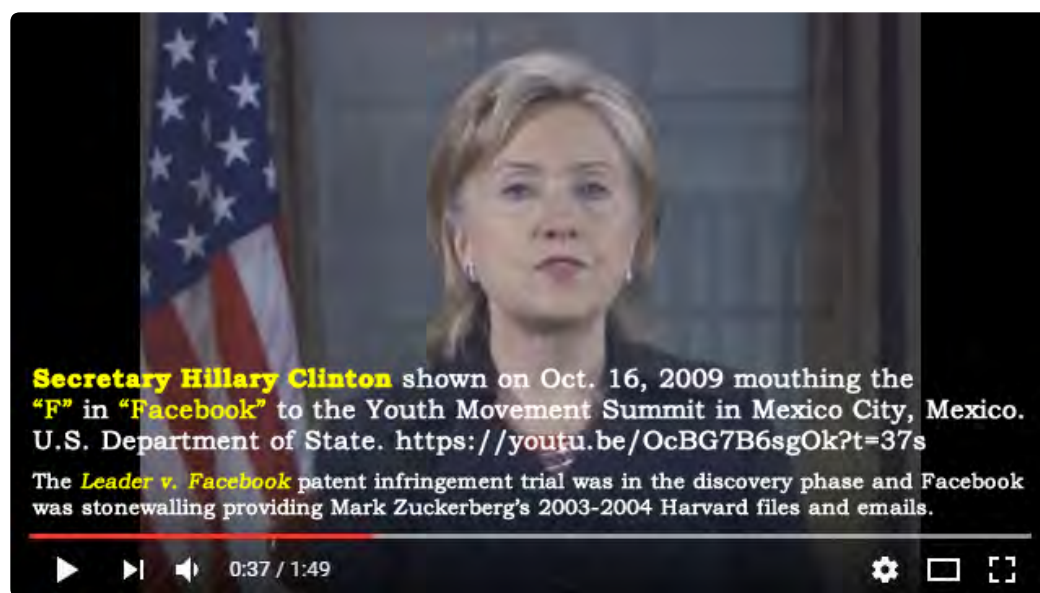 Secretary Hillary Clinton shown on Oct. 16, 2009 mouthing the
“F” in “Facebook” to the Youth Movement Summit in Mexico City, Mexico.
U.S. Department of State. https://youtu.be/OcBG7B6sgOk?t=37s
The Leader v. Facebook patent infringement trial was in the discovery phase and Facebook
was stonewalling providing Mark Zuckerberg’s 2003-2004 Harvard files and emails.
0:37 / 1:49